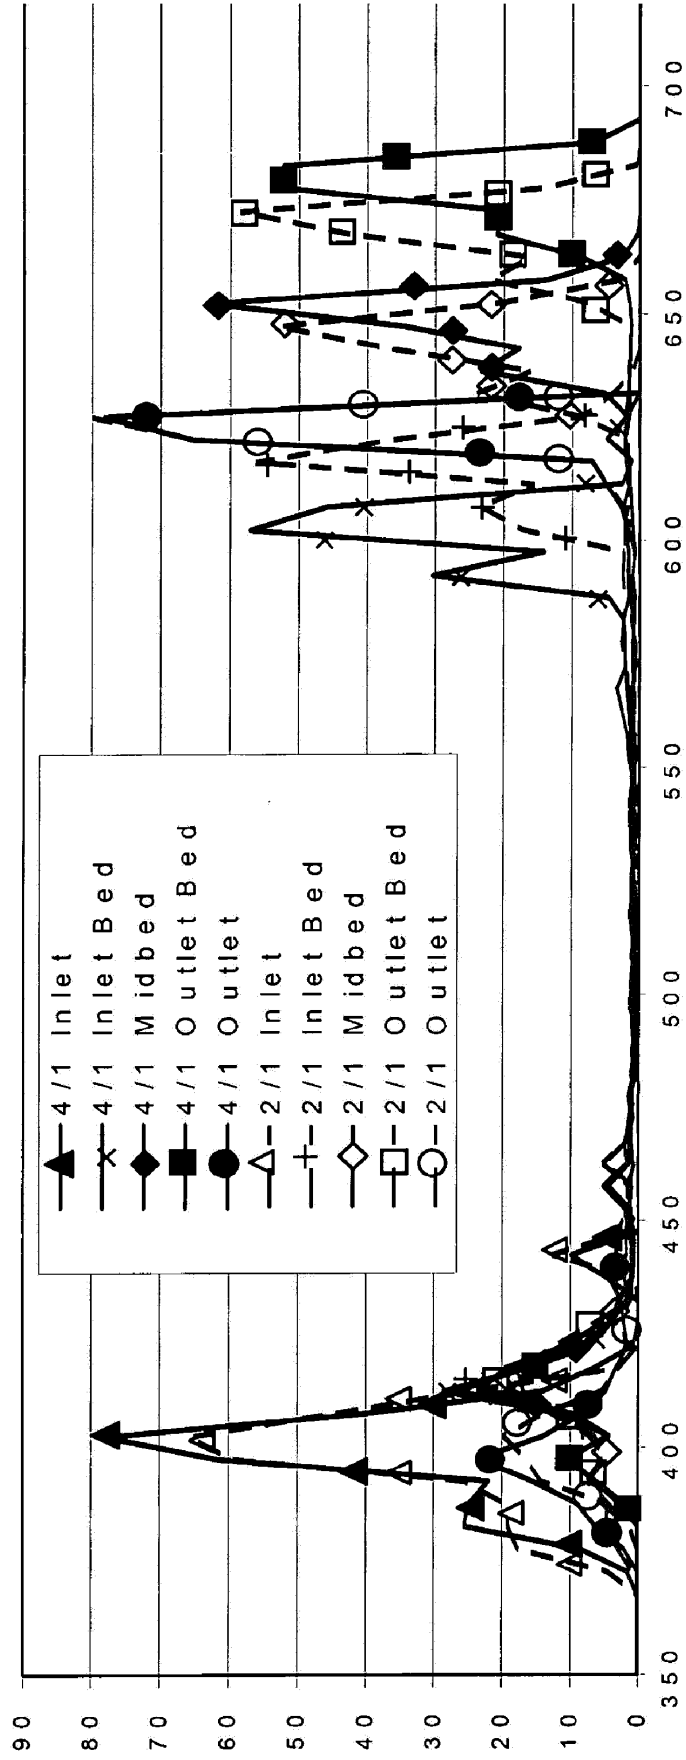 4/1 Inlet
4/1 Inlet Bed
4/1 Midbed
4/1 Outlet Bed
4/1 Outlet
2/1 Inlet
2/1 Inlet Bed
2/1 Midbed
2/1 Outlet Bed
2/1 Outlet
90
80
70
60
50
40
30
20
10
0
350
400
450
500
550
600
650
700